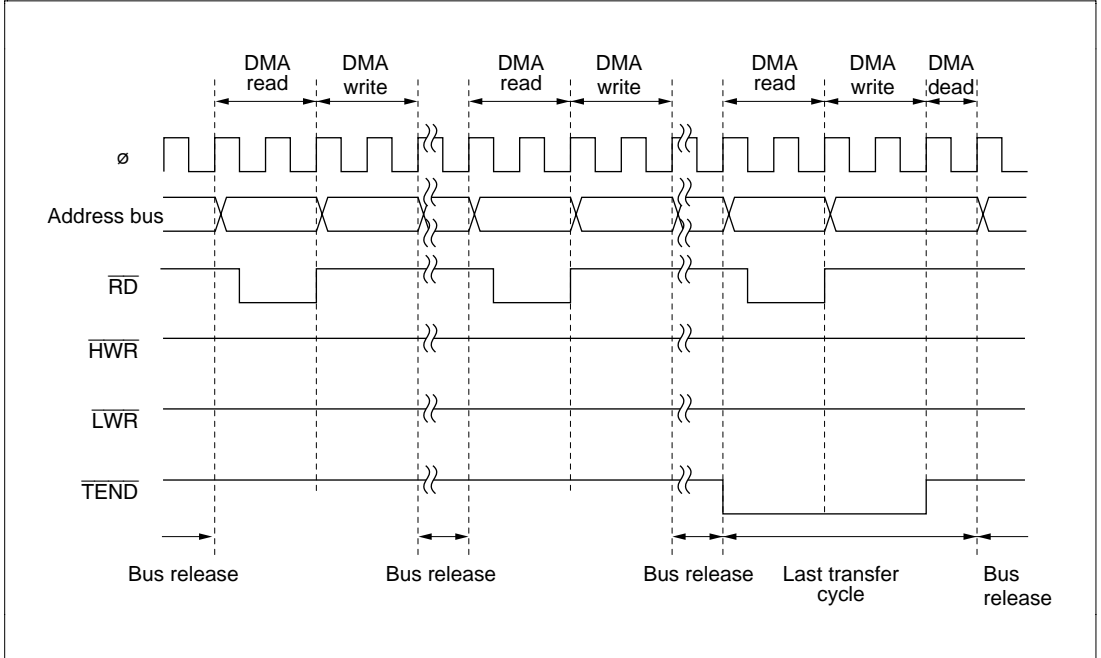 DMA read
DMA write
DMA read
DMA write
DMA read
DMA write
DMA dead
ø
Address bus
RD
HWR
LWR
TEND
Bus release
Bus release
Bus release
Last transfer cycle
Bus release